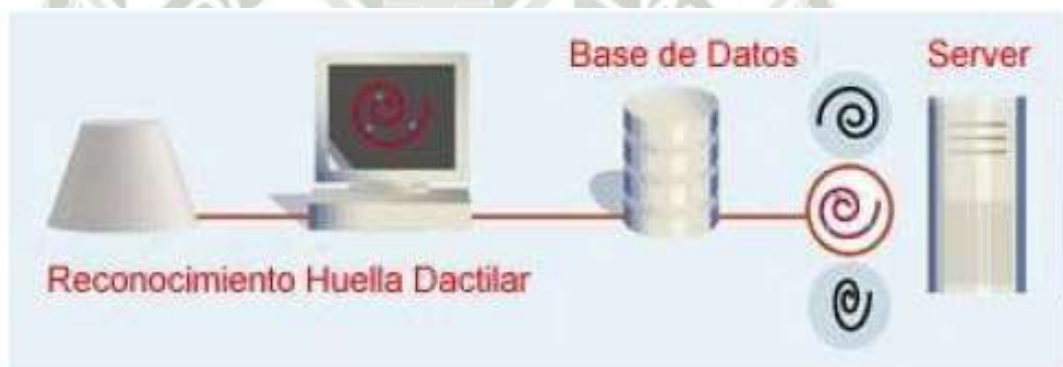 Base de Datos
Server
Reconocimiento Huella Dactilar